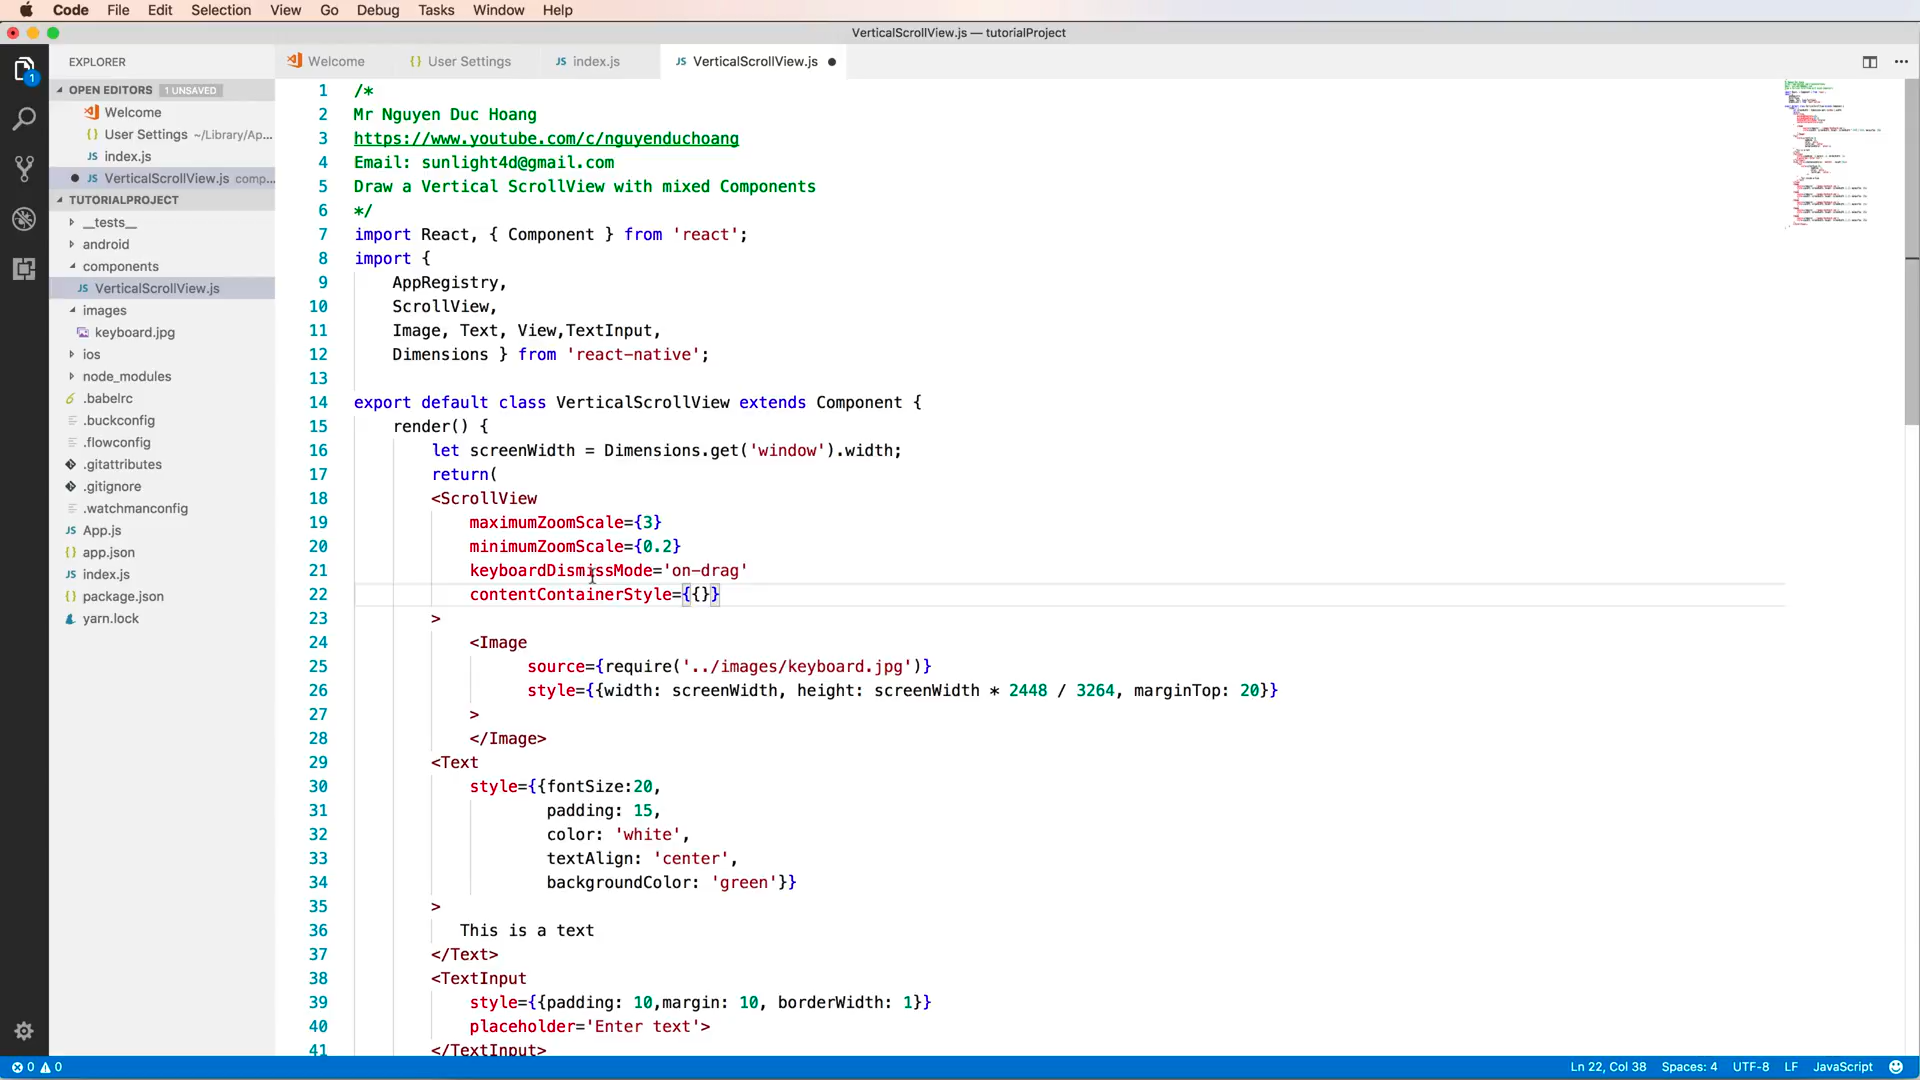 Code File Edit Selection View Go Debug Tasks Window Help
VerticalScrollView.js — tutorialProject
EXPLORER
OPEN EDITORS 1 UNSAVED
Welcome
User Settings ~/Library/Ap...
index.js
VerticalScrollView.js comp...
TUTORIALPROJECT
__tests__
android
components
VerticalScrollView.js
images
keyboard.jpg
ios
node_modules
.babelrc
.buckconfig
.flowconfig
.gitattributes
.gitignore
.watchmanconfig
App.js
app.json
index.js
package.json
yarn.lock
Welcome User Settings index.js VerticalScrollView.js
1 /*
2 Mr Nguyen Duc Hoang
3 https://www.youtube.com/c/nguyenduchoang
4 Email: sunlight4d@gmail.com
5 Draw a Vertical ScrollView with mixed Components
6 */
7 import React, { Component } from 'react';
8 import {
9 AppRegistry,
10 ScrollView,
11 Image, Text, View,TextInput,
12 Dimensions } from 'react-native';
13
14 export default class VerticalScrollView extends Component {
15 render() {
16 let screenWidth = Dimensions.get('window').width;
17 return(
18 <ScrollView
19 maximumZoomScale={3}
20 minimumZoomScale={0.2}
21 keyboardDismissMode='on-drag'
22 contentContainerStyle={{}}
23 >
24 <Image
25 source={require('../images/keyboard.jpg')}
26 style={{width: screenWidth, height: screenWidth * 2448 / 3264, marginTop: 20}}
27 >
28 </Image>
29 <Text
30 style={{fontSize:20,
31 padding: 15,
32 color: 'white',
33 textAlign: 'center',
34 backgroundColor: 'green'}}
35 >
36 This is a text
37 </Text>
38 <TextInput
39 style={{padding: 10,margin: 10, borderWidth: 1}}
40 placeholder='Enter text'>
41 </TextInput>
0 0 Ln 22, Col 38 Spaces: 4 UTF-8 LF JavaScript